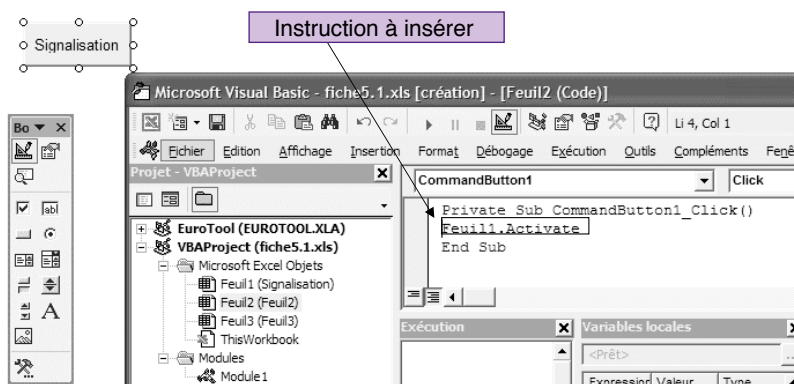 Instruction à insérer
Signalisation
Microsoft Visual Basic - fiche5.1.xls [création] - [Feuil2 (Code)]
Bo
Li 4, Col 1
Fichier Edition Affichage Insertion Format Débogage Exécution Outils Compléments Fenê
Projet - VBAProject
CommandButton1
Click
Private Sub CommandButton1_Click()
Feuil1.Activate
End Sub
EuroTool (EUROTOOL.XLA)
VBAProject (fiche5.1.xls)
Microsoft Excel Objets
Feuil1 (Signalisation)
Feuil2 (Feuil2)
Feuil3 (Feuil3)
ThisWorkbook
Modules
Module1
Exécution
Variables locales
<Prêt>
...
Expression Valeur Type
abl
A